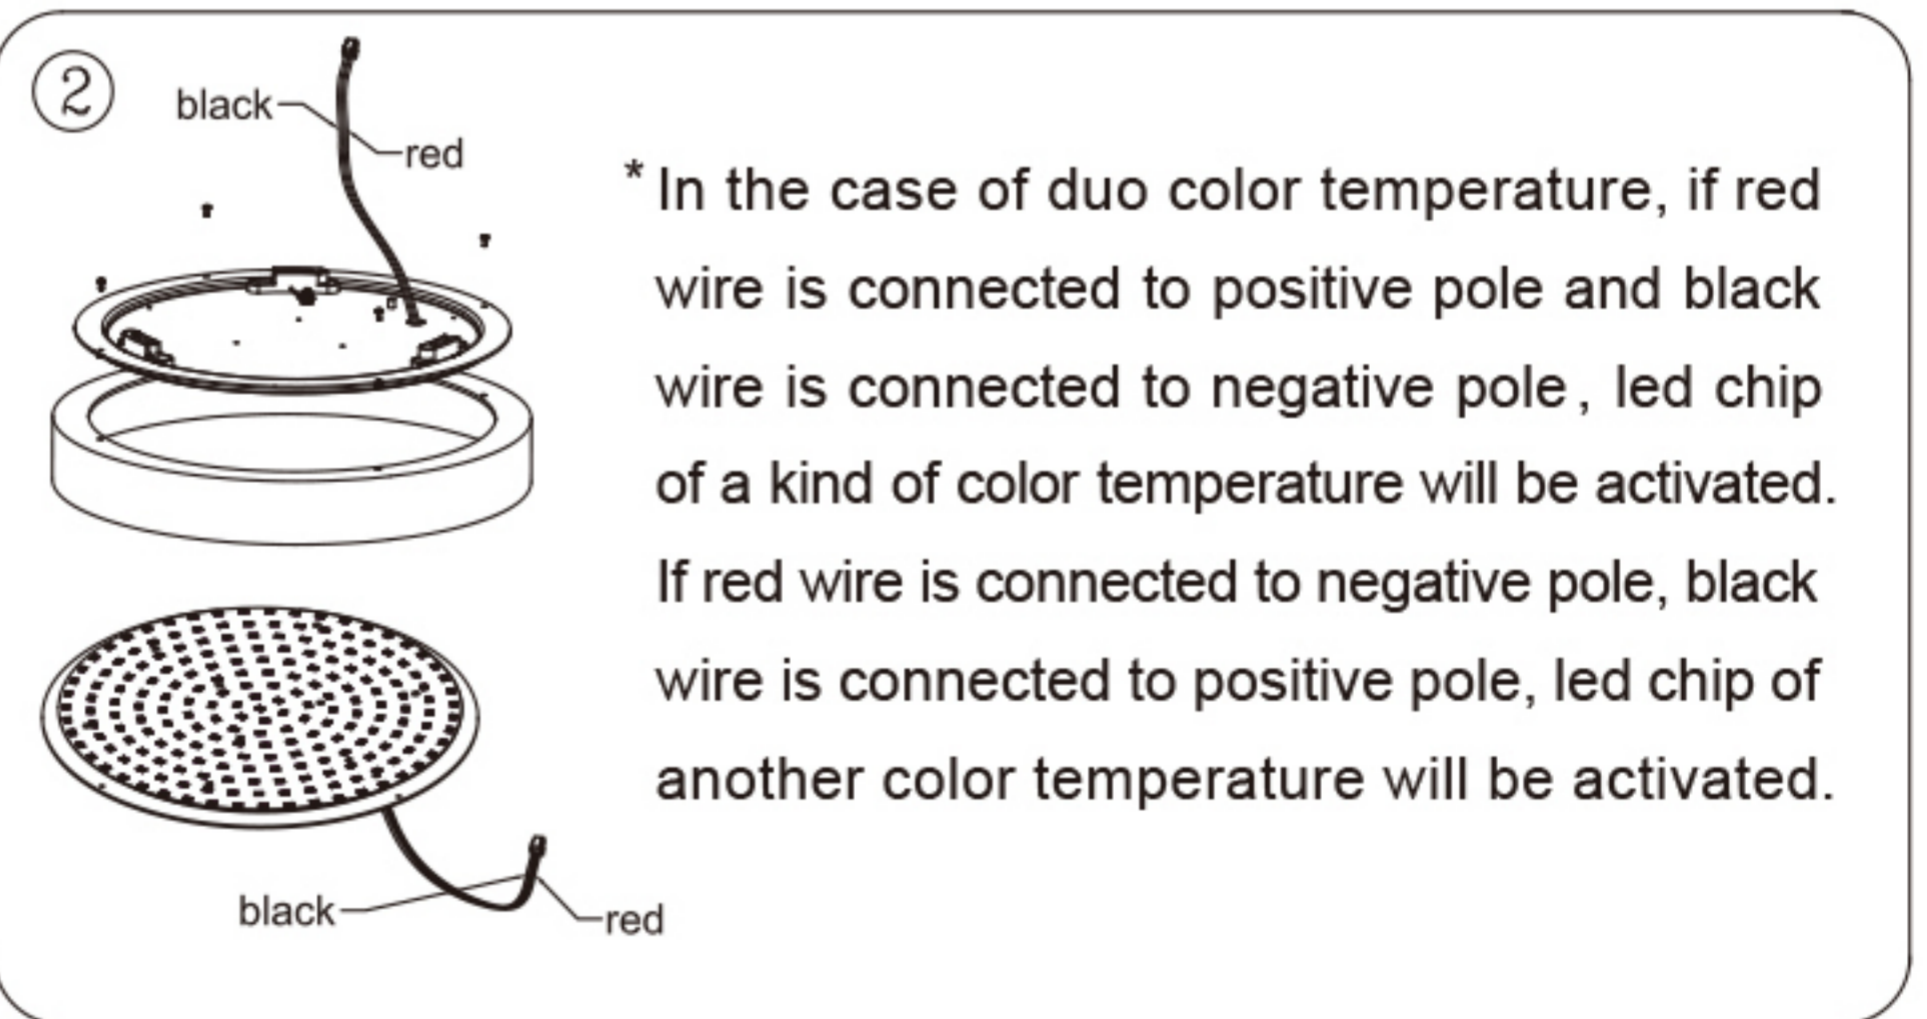 ②
black
red
* In the case of duo color temperature, if red
wire is connected to positive pole and black
wire is connected to negative pole, led chip
of a kind of color temperature will be activated.
If red wire is connected to negative pole, black
wire is connected to positive pole, led chip of
another color temperature will be activated.
black
red